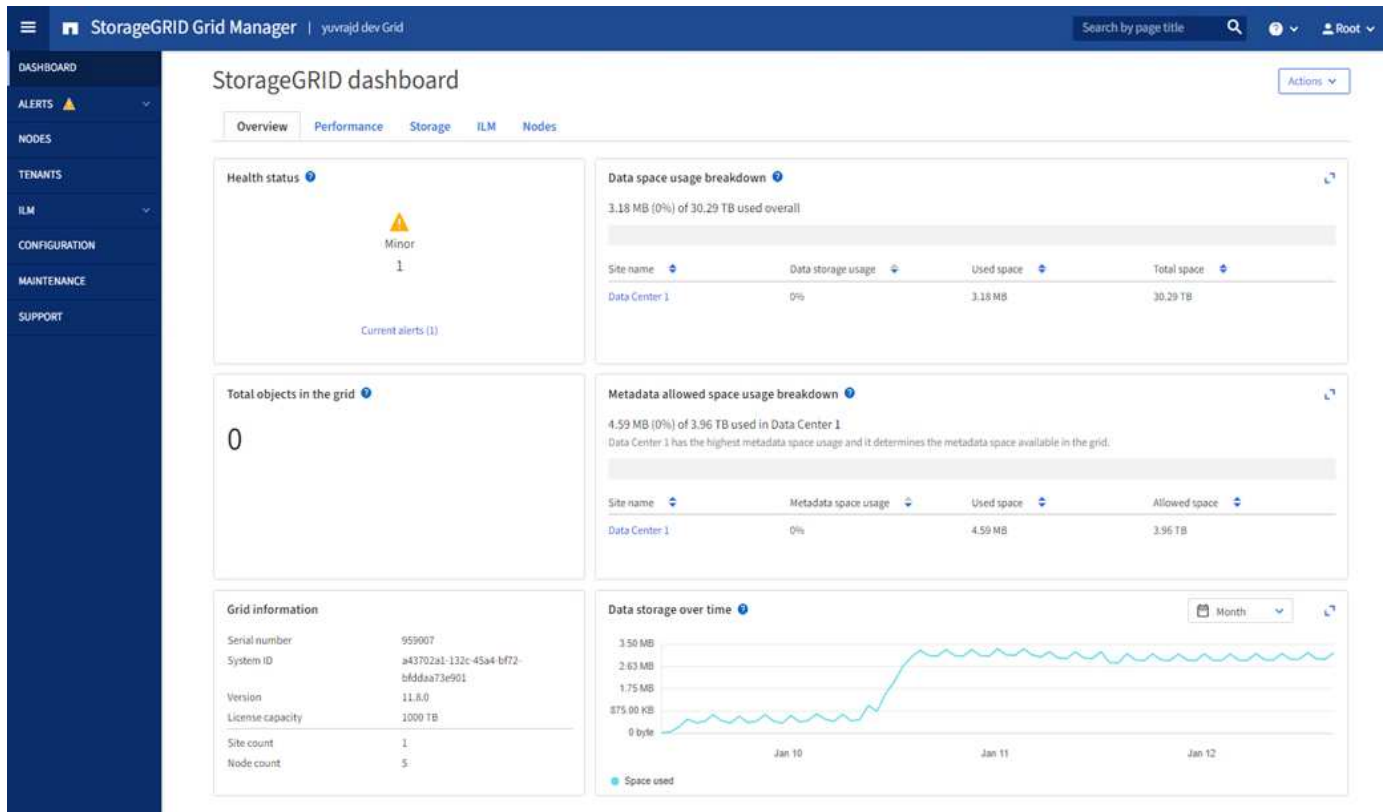 StorageGRID Grid Manager | yuvrajd dev Grid
Search by page title
Root
DASHBOARD
ALERTS
NODES
TENANTS
ILM
CONFIGURATION
MAINTENANCE
SUPPORT
StorageGRID dashboard
Actions
Overview Performance Storage ILM Nodes
Health status
Minor
1
Current alerts (1)
Data space usage breakdown
3.18 MB (0%) of 30.29 TB used overall
Site name Data storage usage Used space Total space
Data Center 1 0% 3.18 MB 30.29 TB
Total objects in the grid
0
Metadata allowed space usage breakdown
4.59 MB (0%) of 3.96 TB used in Data Center 1
Data Center 1 has the highest metadata space usage and it determines the metadata space available in the grid.
Site name Metadata space usage Used space Allowed space
Data Center 1 0% 4.59 MB 3.96 TB
Grid information
Serial number 959007
System ID a43702a1-132c-45a4-bf72-
bfddaa73e901
Version 11.8.0
License capacity 1000 TB
Site count 1
Node count 5
Data storage over time
Month
3.50 MB
2.63 MB
1.75 MB
875.00 KB
0 byte
Jan 10 Jan 11 Jan 12
Space used